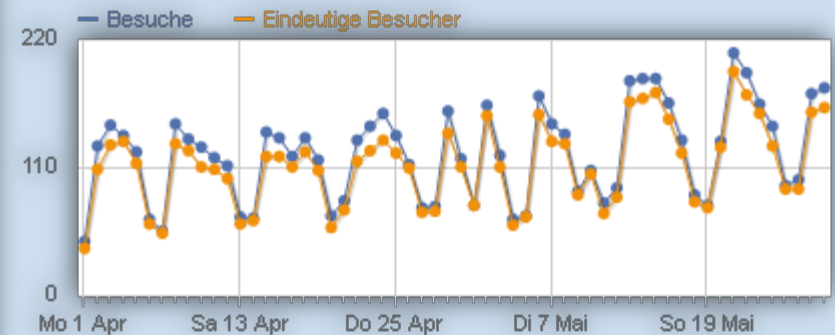 Besuche Eindeutige Besucher
220
110
0
Mo 1 Apr Sa 13 Apr Do 25 Apr Di 7 Mai So 19 Mai